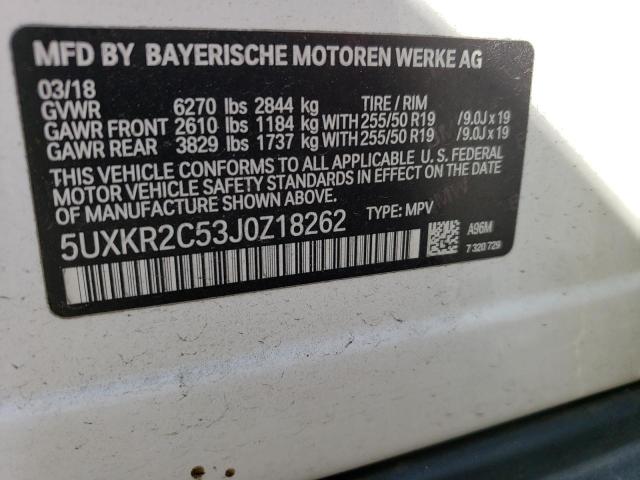 MFD BY BAYERISCHE MOTOREN WERKE AG
03/18
GVWR 6270 lbs 2844 kg TIRE / RIM
GAWR FRONT 2610 lbs 1184 kg WITH 255/50 R19 /9.0J x 19
GAWR REAR 3829 lbs 1737 kg WITH 255/50 R19 /9.0J x 19
THIS VEHICLE CONFORMS TO ALL APPLICABLE U.S. FEDERAL
MOTOR VEHICLE SAFETY STANDARDS IN EFFECT ON THE DATE
OF MANUFACTURE SHOWN ABOVE.
5UXKR2C53J0Z18262 TYPE: MPV
A96M
7 320 729